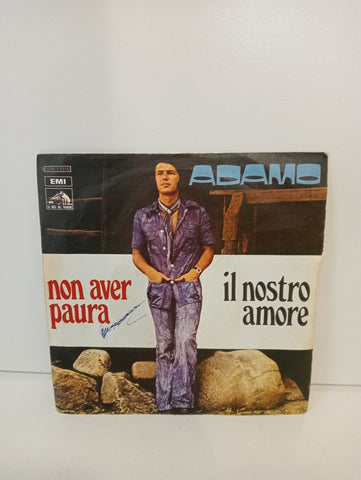 ADAMO
EMI
LA VOCE DEL PADRONE
non aver
paura
il nostro
amore